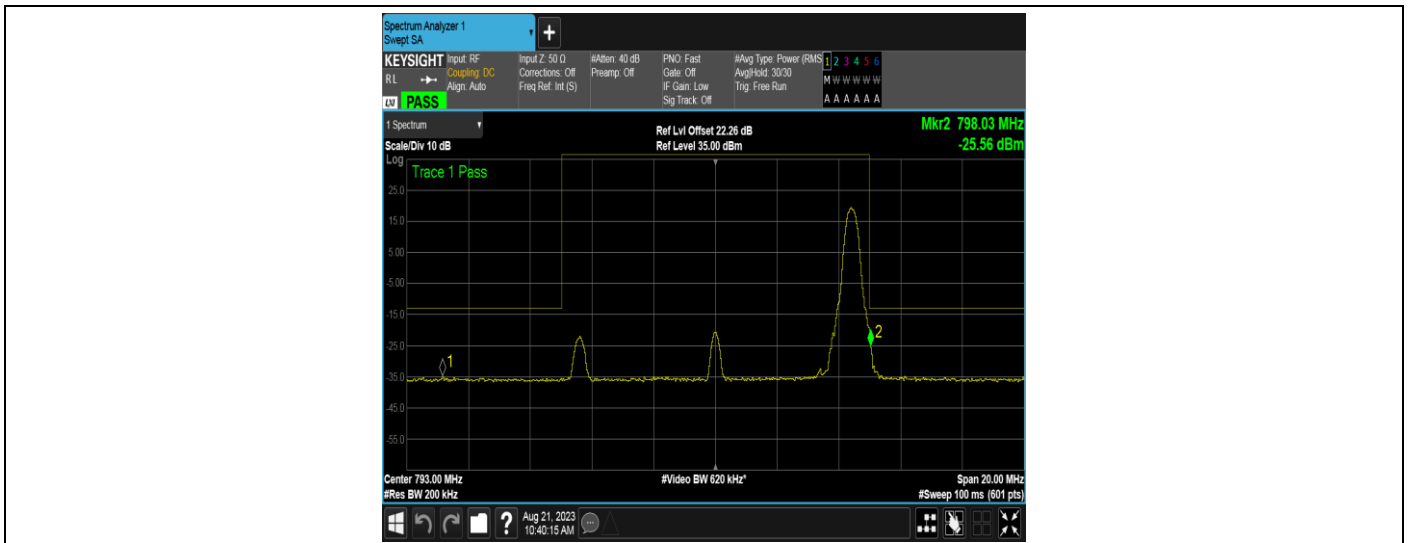 Spectrum Analyzer 1
Swept SA
+
KEYSIGHT
RL
LXI PASS
Input: RF
Coupling: DC
Align: Auto
Input Z: 50 Ω
Corrections: Off
Freq Ref: Int (S)
#Atten: 40 dB
Preamp: Off
PNO: Fast
Gate: Off
IF Gain: Low
Sig Track: Off
#Avg Type: Power (RMS
Avg|Hold: 30/30
Trig: Free Run
1 2 3 4 5 6
M W W W W W
A A A A A A
1 Spectrum
Scale/Div 10 dB
Ref Lvl Offset 22.26 dB
Ref Level 35.00 dBm
Mkr2 798.03 MHz
-25.56 dBm
Log
Trace 1 Pass
25.0
15.0
5.00
-5.00
-15.0
-25.0
-35.0
-45.0
-55.0
1
2
Center 793.00 MHz
#Res BW 200 kHz
#Video BW 620 kHz*
Span 20.00 MHz
#Sweep 100 ms (601 pts)
?
Aug 21, 2023
10:40:15 AM